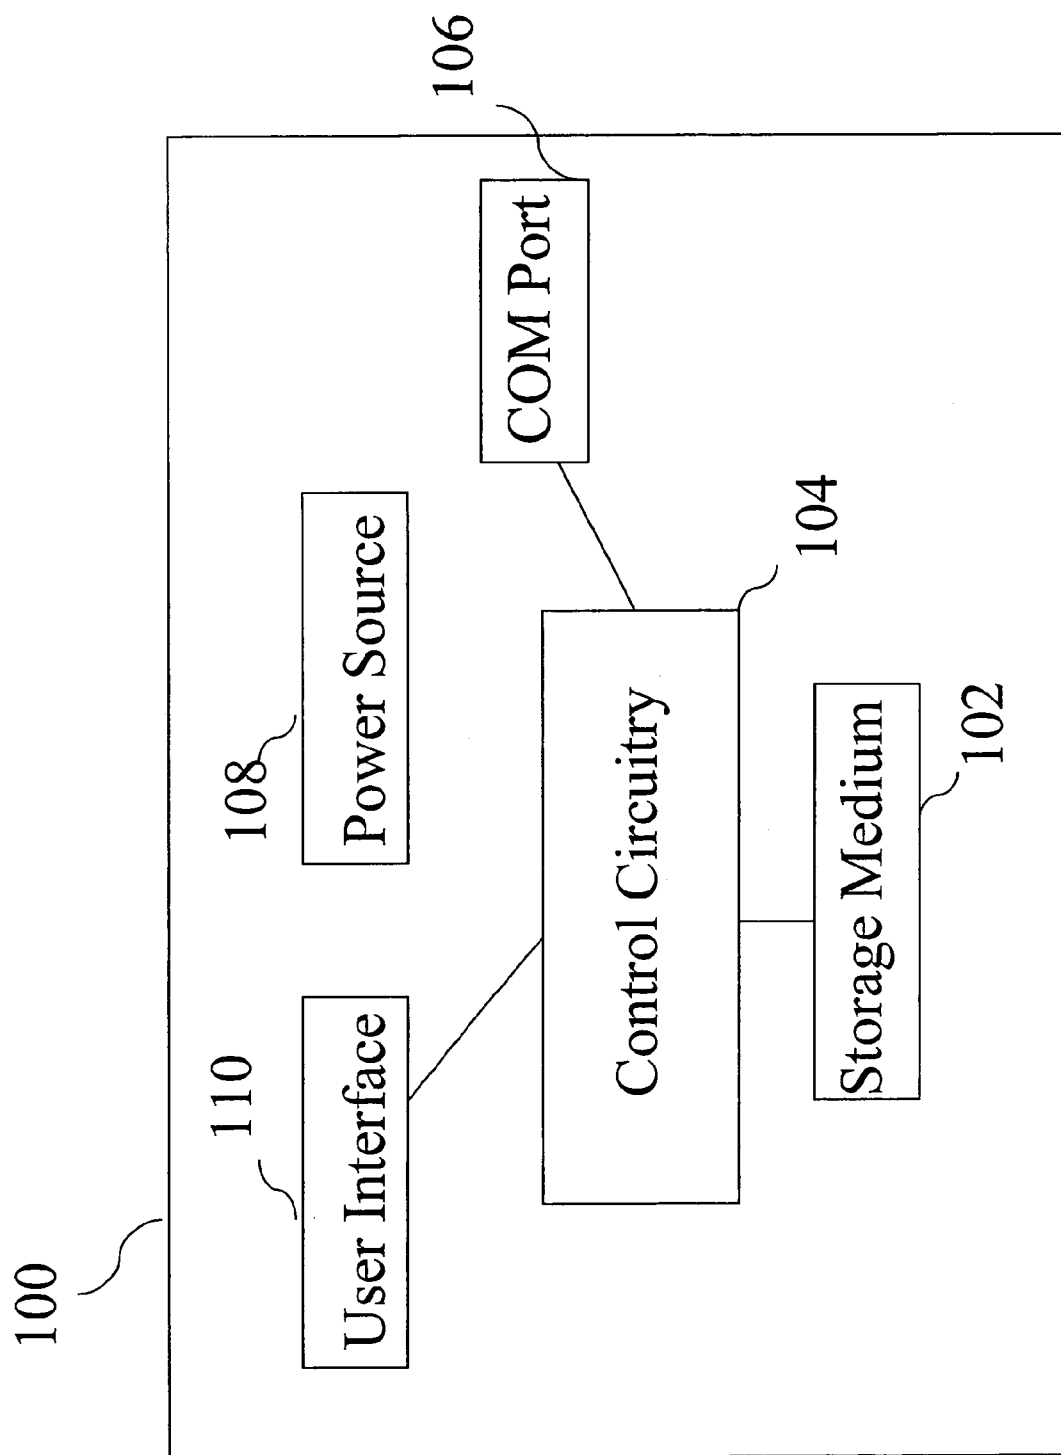 100
110
108
106
User Interface
Power Source
COM Port
Control Circuitry
104
Storage Medium
102